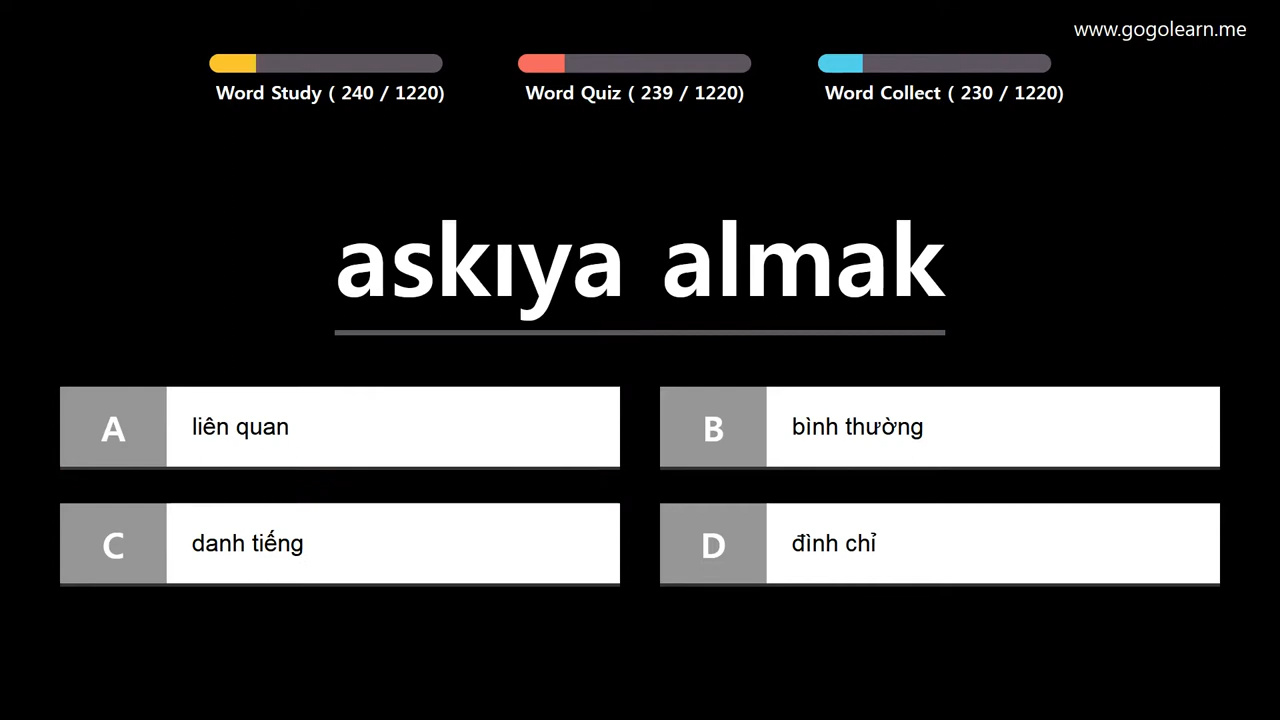 www.gogolearn.me
Word Study ( 240 / 1220)
Word Quiz ( 239 / 1220)
Word Collect ( 230 / 1220)
askıya almak
A liên quan
B bình thường
C danh tiếng
D đình chỉ